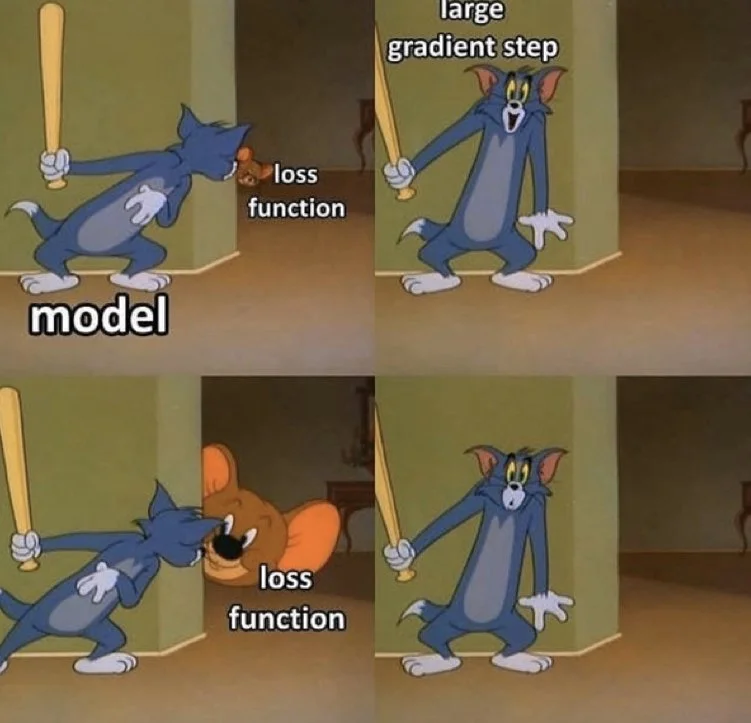 large
gradient step
loss
function
model
loss
function